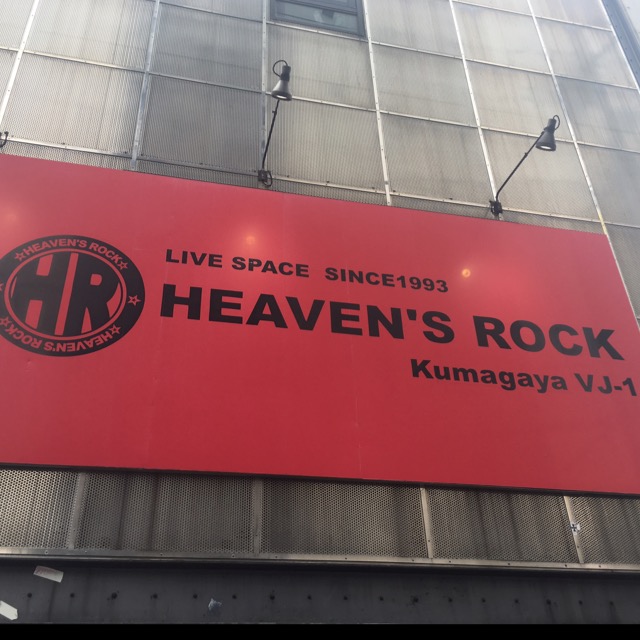 ☆HEAVEN'S ROCK☆
HR
☆HEAVEN'S ROCK☆
LIVE SPACE SINCE1993
HEAVEN'S ROCK
Kumagaya VJ-1